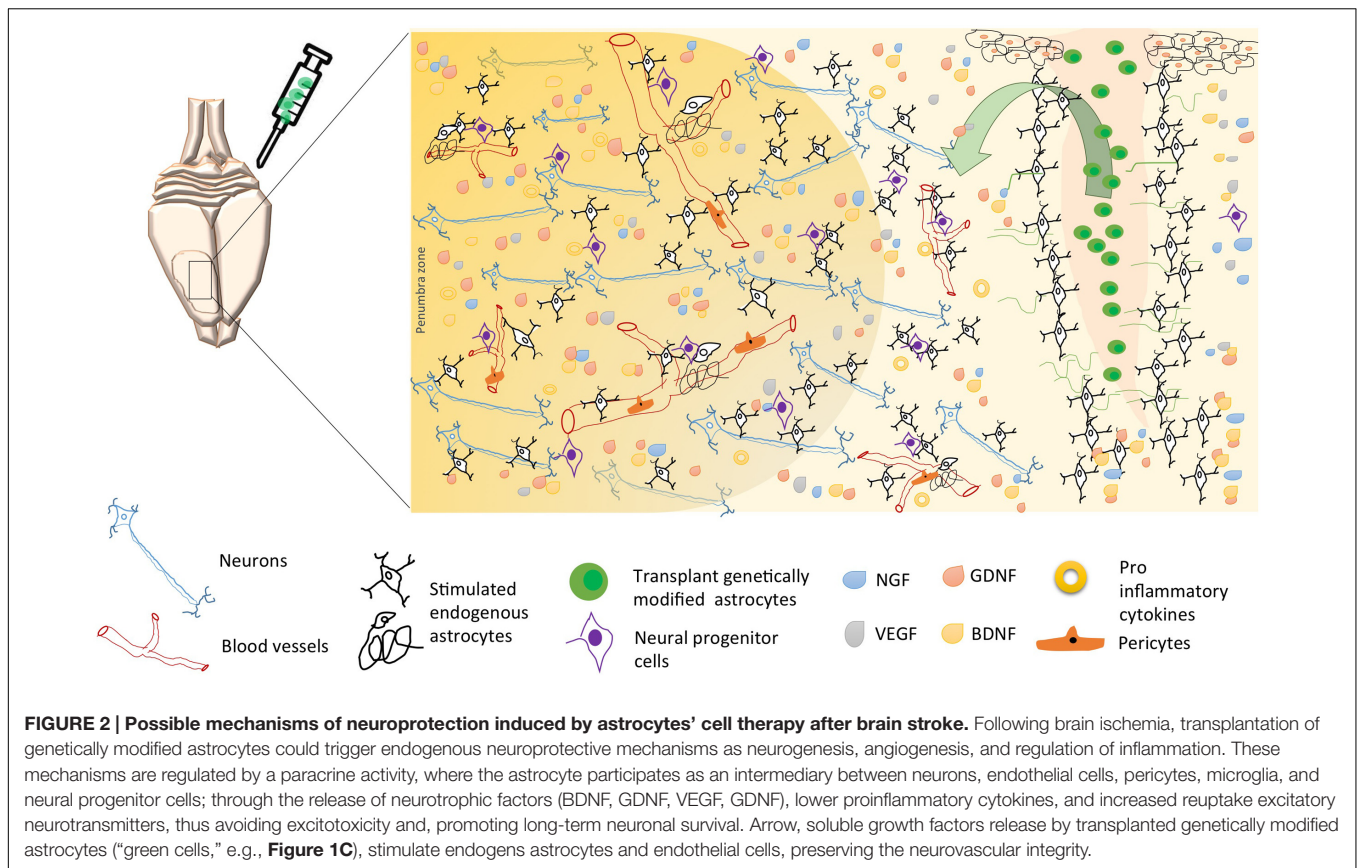 Penumbra zone
Neurons
Blood vessels
Stimulated
endogenous
astrocytes
Transplant genetically
modified astrocytes
Neural progenitor
cells
NGF
GDNF
VEGF
BDNF
Pro
inflammatory
cytokines
Pericytes
FIGURE 2 | Possible mechanisms of neuroprotection induced by astrocytes' cell therapy after brain stroke. Following brain ischemia, transplantation of
genetically modified astrocytes could trigger endogenous neuroprotective mechanisms as neurogenesis, angiogenesis, and regulation of inflammation. These
mechanisms are regulated by a paracrine activity, where the astrocyte participates as an intermediary between neurons, endothelial cells, pericytes, microglia, and
neural progenitor cells; through the release of neurotrophic factors (BDNF, GDNF, VEGF, GDNF), lower proinflammatory cytokines, and increased reuptake excitatory
neurotransmitters, thus avoiding excitotoxicity and, promoting long-term neuronal survival. Arrow, soluble growth factors release by transplanted genetically modified
astrocytes ("green cells," e.g., Figure 1C), stimulate endogens astrocytes and endothelial cells, preserving the neurovascular integrity.